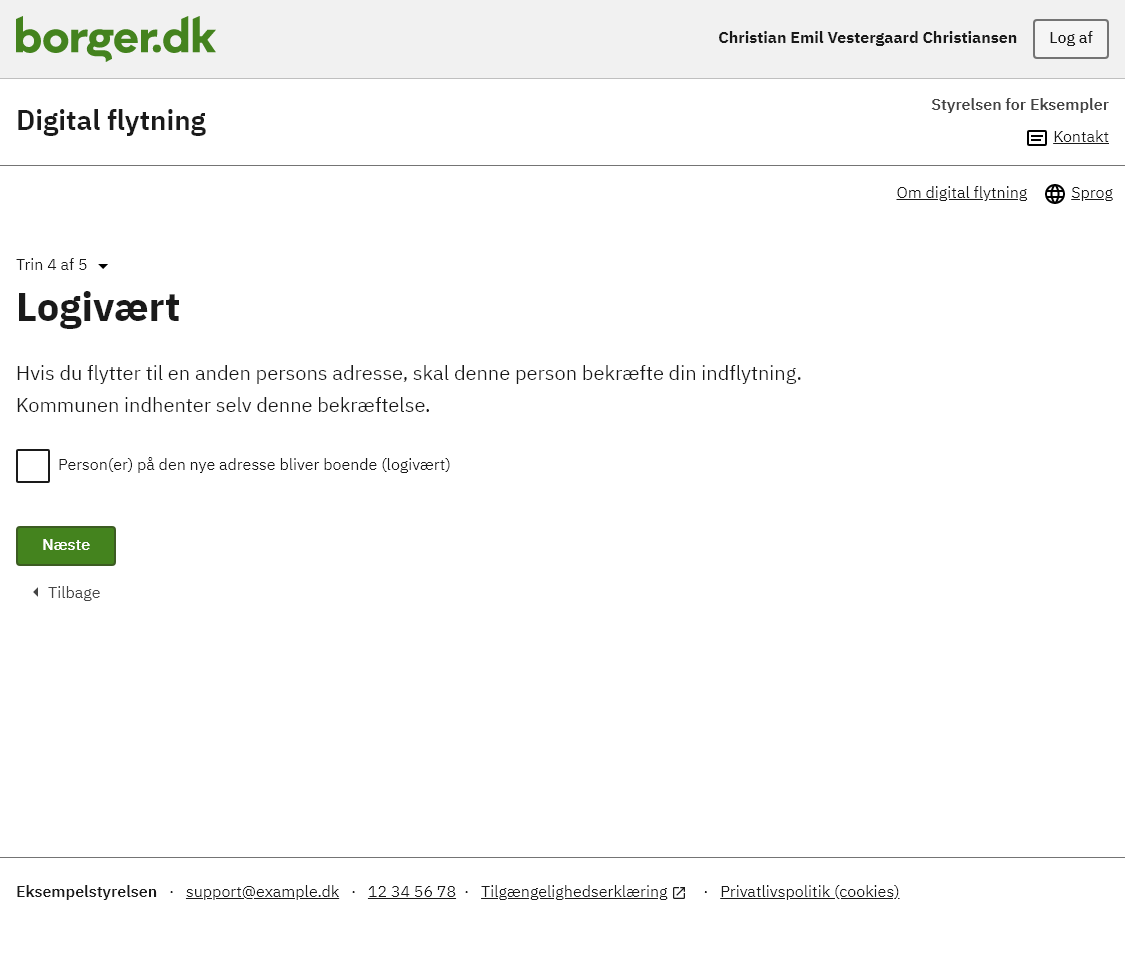 borger.dk
Christian Emil Vestergaard Christiansen
Log af
Digital flytning
Styrelsen for Eksempler
Kontakt
Om digital flytning
Sprog
Trin 4 af 5
Logivært
Hvis du flytter til en anden persons adresse, skal denne person bekræfte din indflytning.
Kommunen indhenter selv denne bekræftelse.
Person(er) på den nye adresse bliver boende (logivært)
Næste
Tilbage
Eksempelstyrelsen · support@example.dk · 12 34 56 78 · Tilgængelighedserklæring · Privatlivspolitik (cookies)